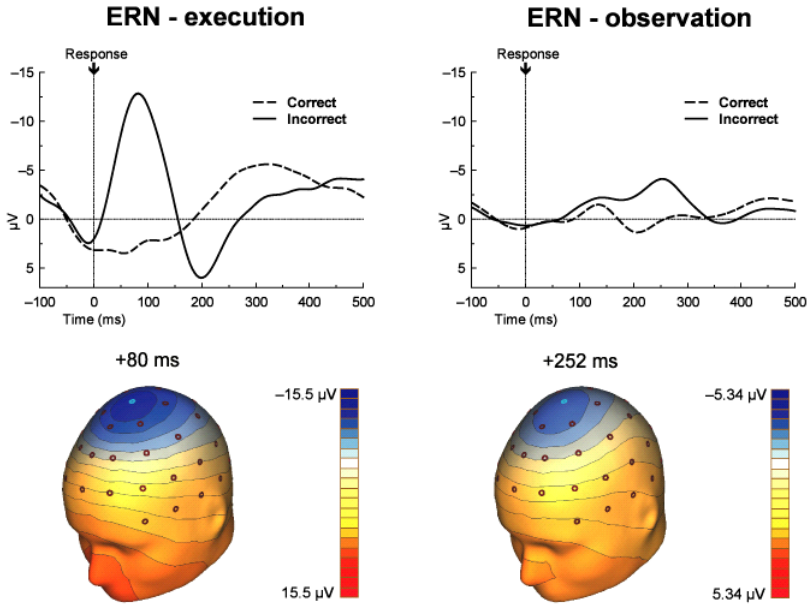 ERN - execution
Response
–15
–10
–5
0
5
µV
Correct
Incorrect
–100 0 100 200 300 400 500
Time (ms)
+80 ms
–15.5 µV
15.5 µV
ERN - observation
Response
–15
–10
–5
0
5
µV
Correct
Incorrect
–100 0 100 200 300 400 500
Time (ms)
+252 ms
–5.34 µV
5.34 µV